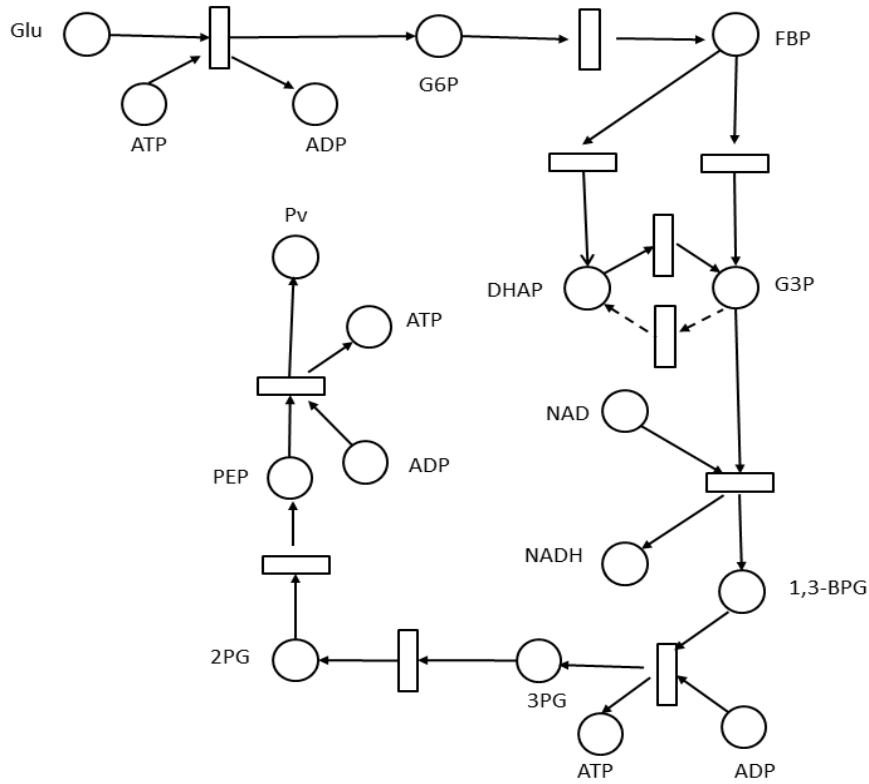 Glu
FBP
G6P
ATP
ADP
Pv
DHAP
G3P
ATP
NAD
PEP
ADP
NADH
1,3-BPG
2PG
3PG
ATP
ADP